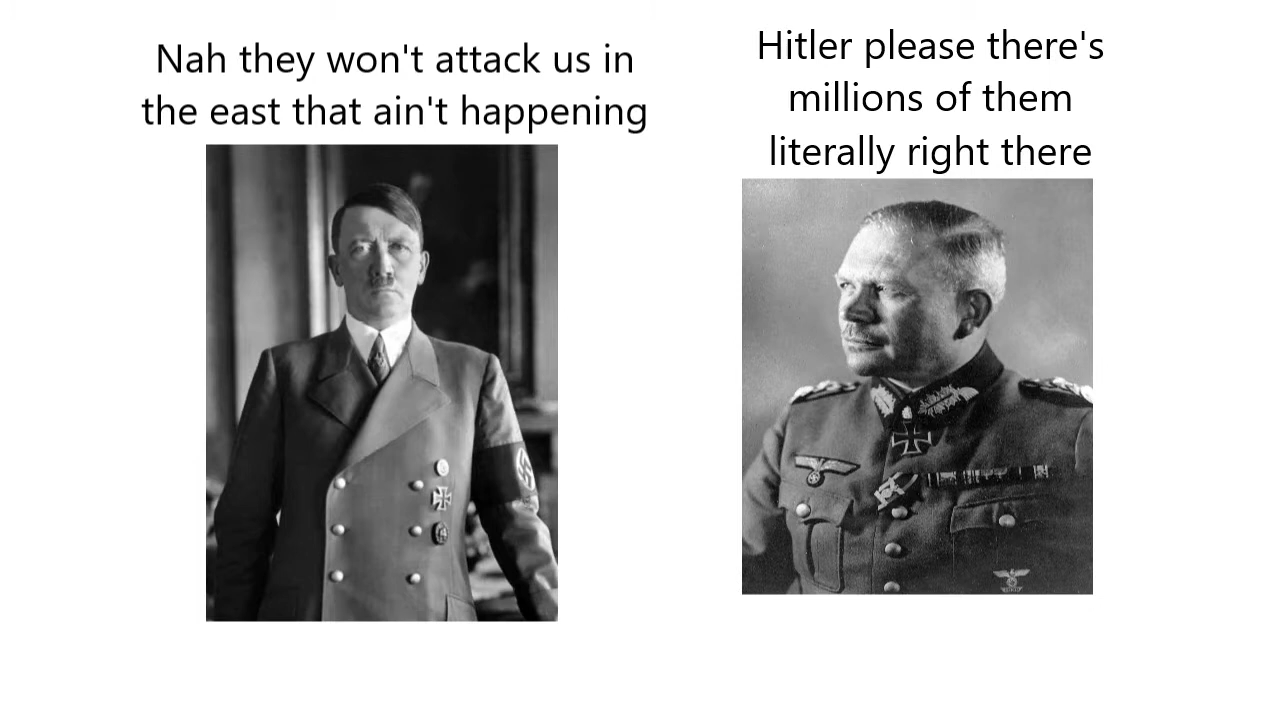 Nah they won't attack us in
the east that ain't happening
Hitler please there's
millions of them
literally right there